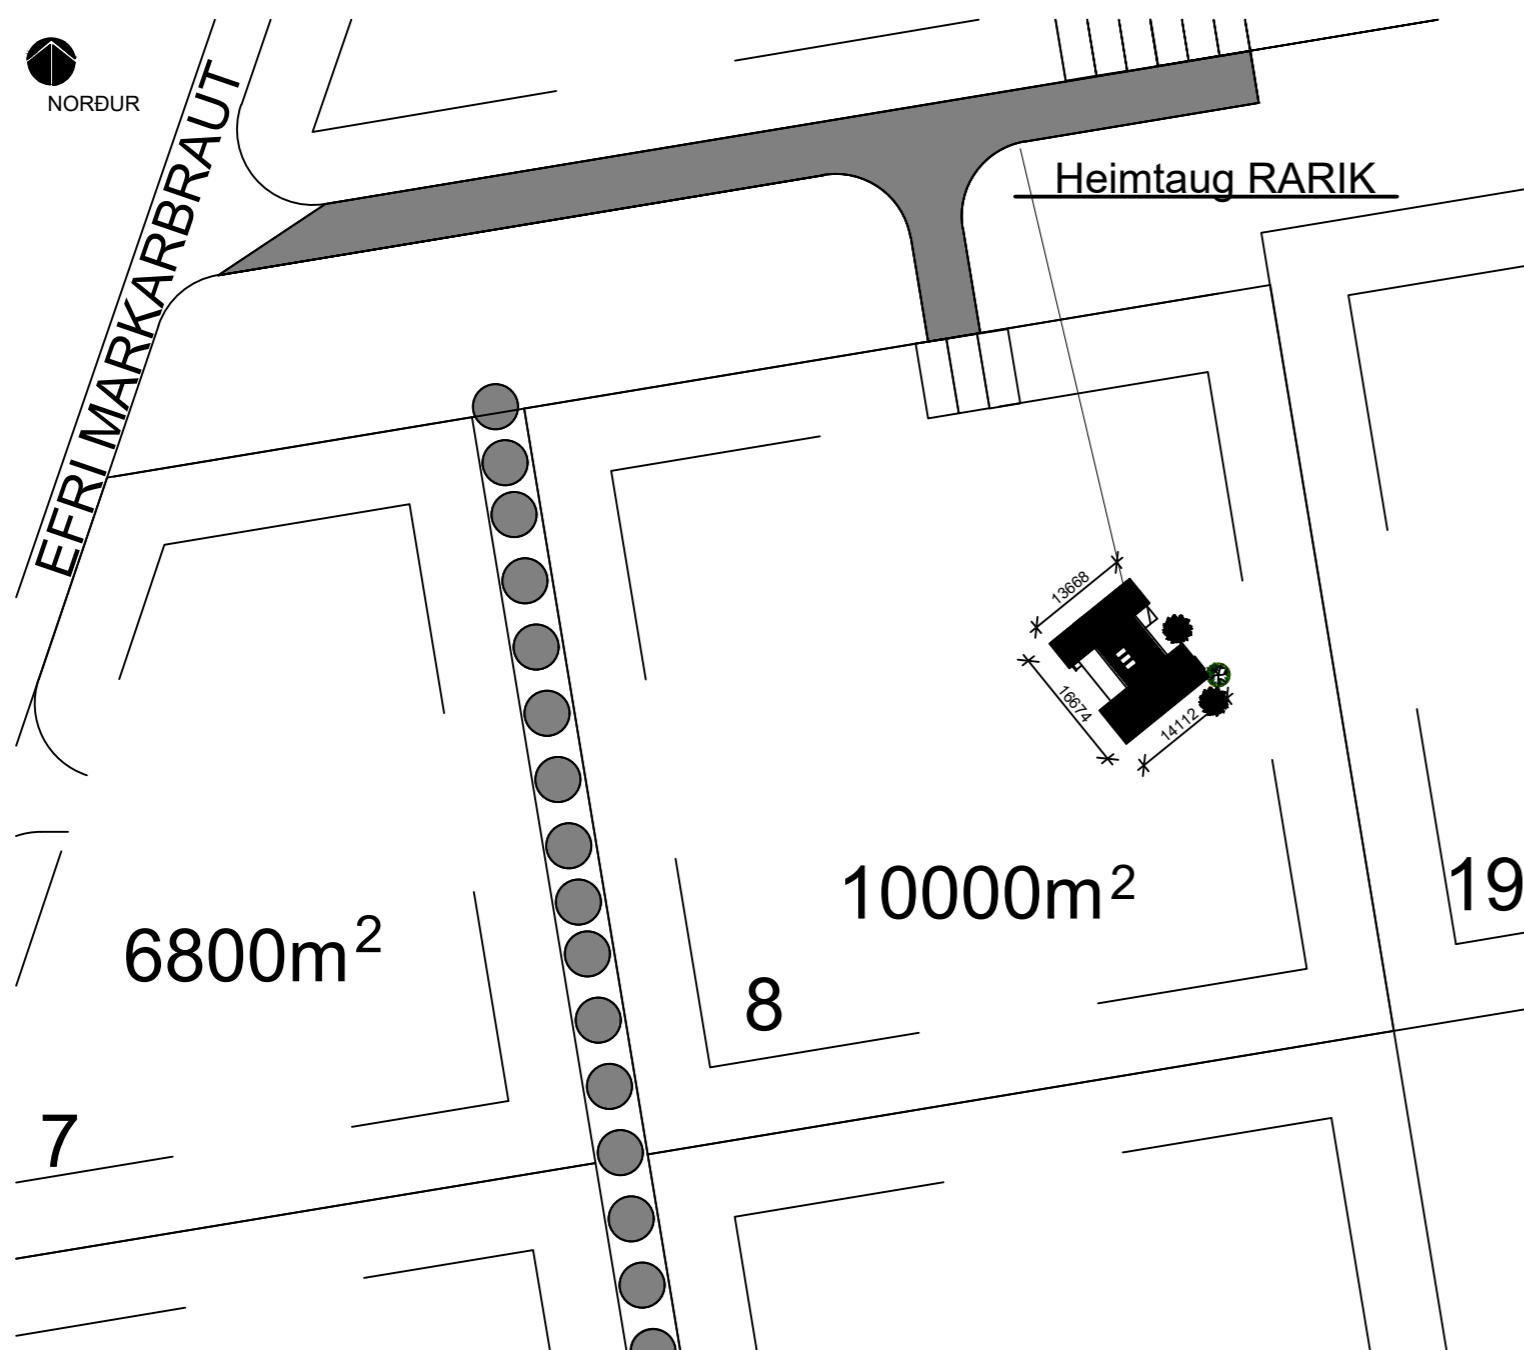 NORÐUR
EFRI MARKARBRAUT
Heimtaug RARIK
13668
16674
14112
10000m²
19
6800m²
8
7